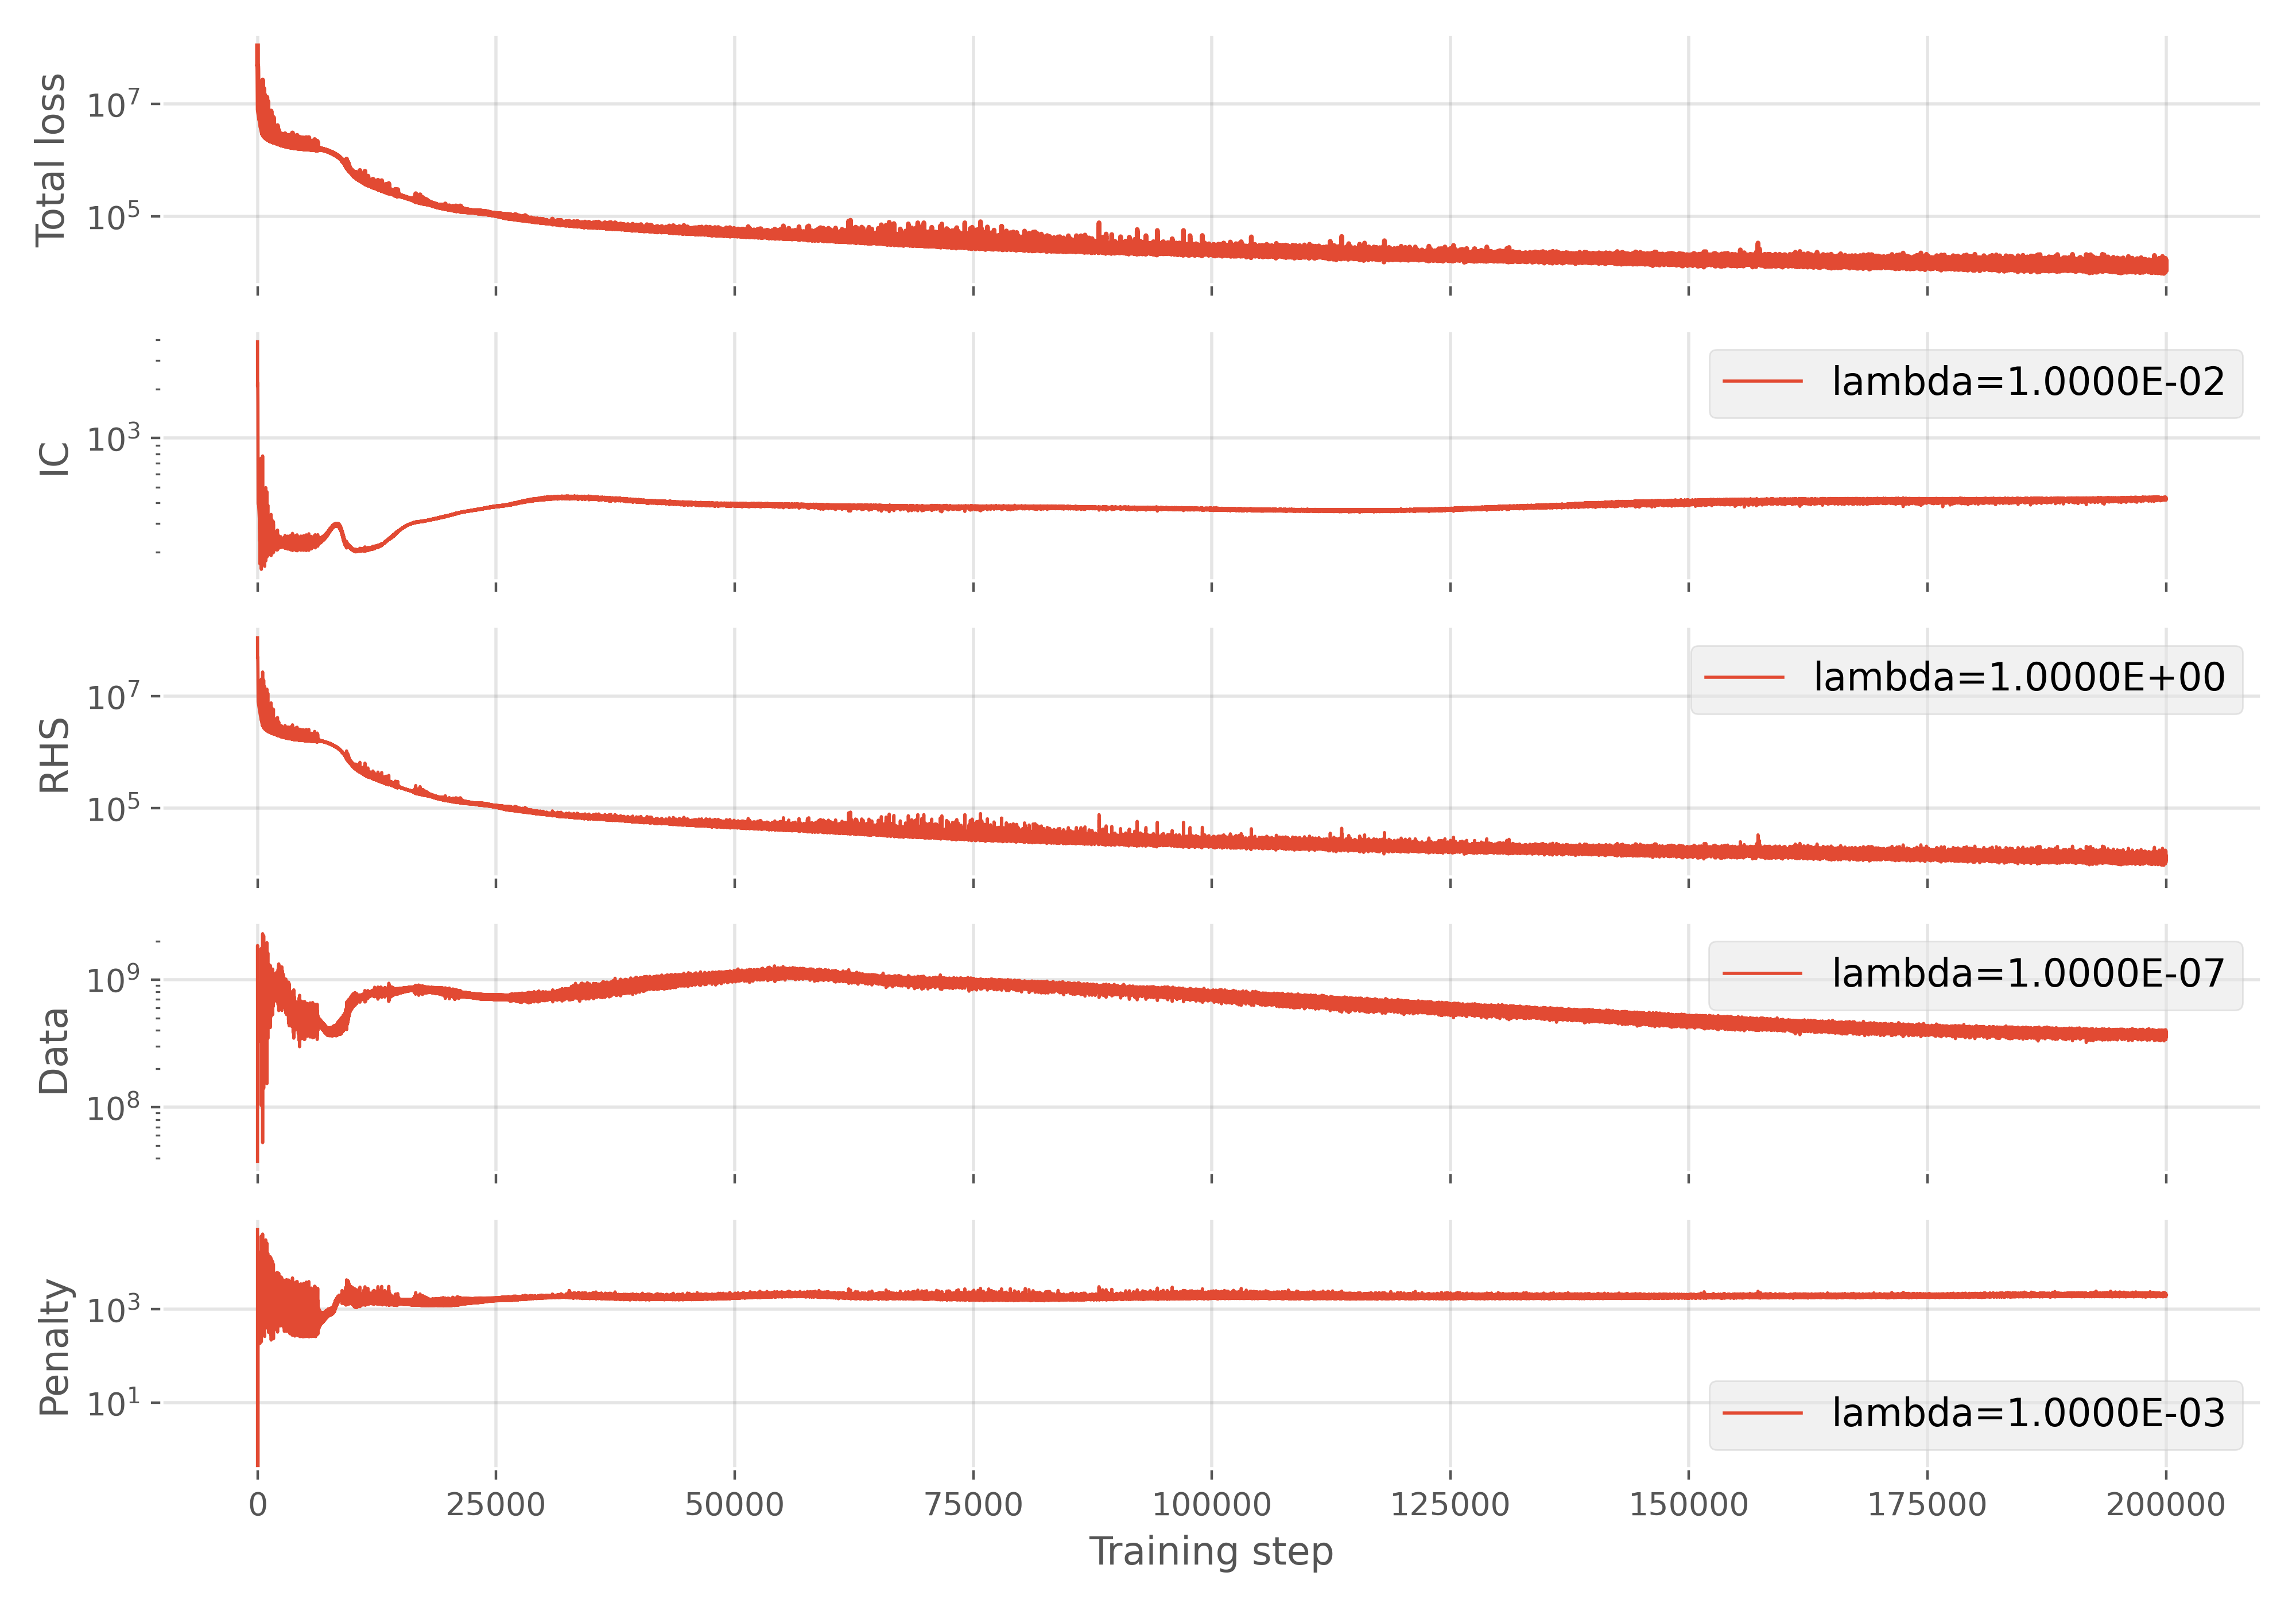 Total loss
10^7
10^5
IC
10^3
lambda=1.0000E-02
RHS
10^7
10^5
lambda=1.0000E+00
Data
10^9
10^8
lambda=1.0000E-07
Penalty
10^3
10^1
lambda=1.0000E-03
0 25000 50000 75000 100000 125000 150000 175000 200000
Training step